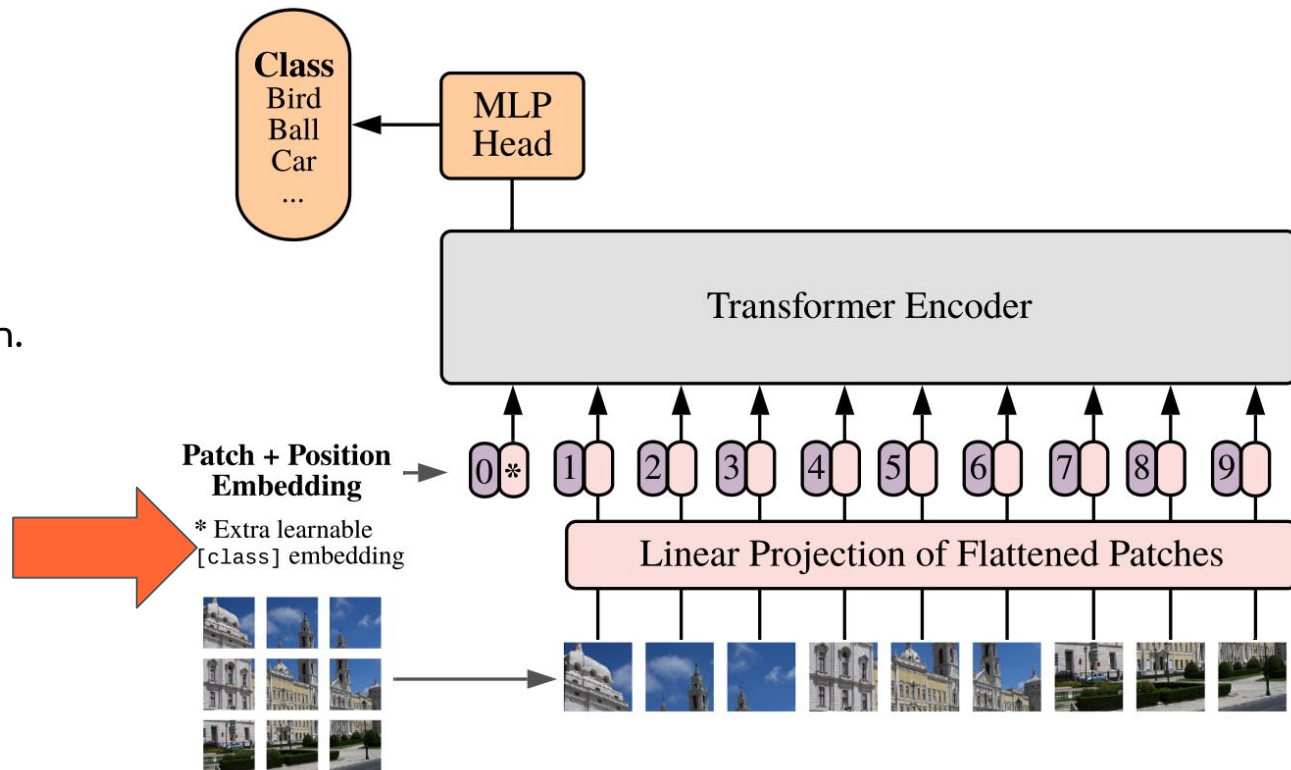 Class
Bird
Ball
Car
...
MLP
Head
Transformer Encoder
n.
Patch + Position
Embedding
0 * 1 2 3 4 5 6 7 8 9
* Extra learnable
[class] embedding
Linear Projection of Flattened Patches